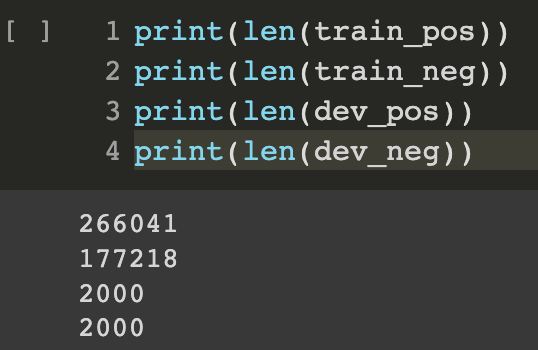 [ ] 1 print(len(train_pos))
2 print(len(train_neg))
3 print(len(dev_pos))
4 print(len(dev_neg))
266041
177218
2000
2000